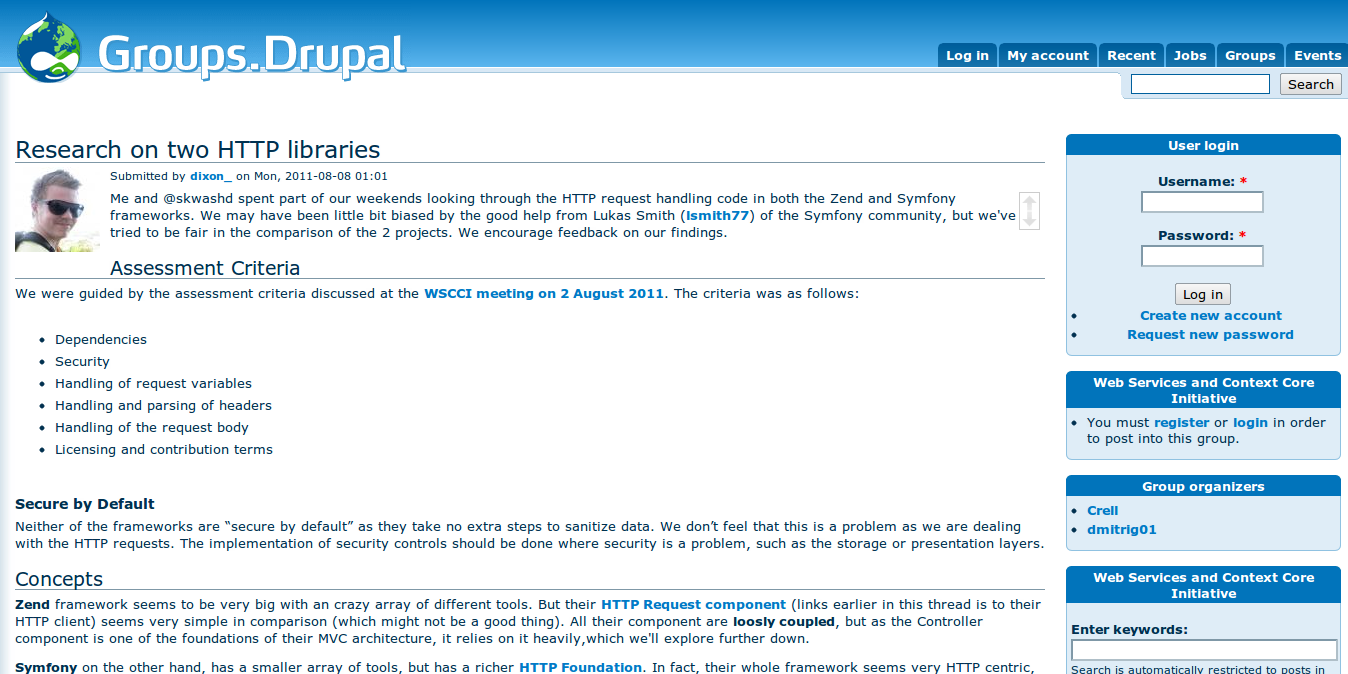 Groups.Drupal
Log in
My account
Recent
Jobs
Groups
Events
Search
Research on two HTTP libraries
Submitted by dixon_ on Mon, 2011-08-08 01:01
Me and @skwashd spent part of our weekends looking through the HTTP request handling code in both the Zend and Symfony
frameworks. We may have been little bit biased by the good help from Lukas Smith (lsmith77) of the Symfony community, but we've
tried to be fair in the comparison of the 2 projects. We encourage feedback on our findings.
Assessment Criteria
We were guided by the assessment criteria discussed at the WSCCI meeting on 2 August 2011. The criteria was as follows:
• Dependencies
• Security
• Handling of request variables
• Handling and parsing of headers
• Handling of the request body
• Licensing and contribution terms
Secure by Default
Neither of the frameworks are “secure by default” as they take no extra steps to sanitize data. We don’t feel that this is a problem as we are dealing
with the HTTP requests. The implementation of security controls should be done where security is a problem, such as the storage or presentation layers.
Concepts
Zend framework seems to be very big with an crazy array of different tools. But their HTTP Request component (links earlier in this thread is to their
HTTP client) seems very simple in comparison (which might not be a good thing). All their component are loosly coupled, but as the Controller
component is one of the foundations of their MVC architecture, it relies on it heavily,which we'll explore further down.
Symfony on the other hand, has a smaller array of tools, but has a richer HTTP Foundation. In fact, their whole framework seems very HTTP centric,
User login
Username: *
Password: *
Log in
• Create new account
• Request new password
Web Services and Context Core
Initiative
• You must register or login in order
to post into this group.
Group organizers
• Crell
• dmitrig01
Web Services and Context Core
Initiative
Enter keywords:
Search is automatically restricted to posts in